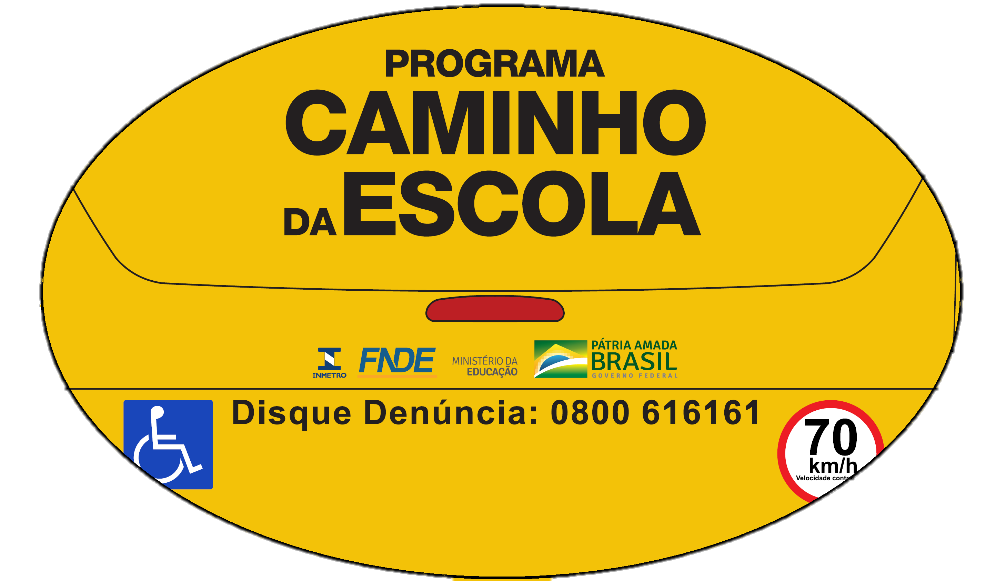 PROGRAMA
CAMINHO
DA ESCOLA
INMETRO
FNDE
MINISTÉRIO DA
EDUCAÇÃO
PÁTRIA AMADA
BRASIL
GOVERNO FEDERAL
Disque Denúncia: 0800 616161
70
km/h
Velocidade